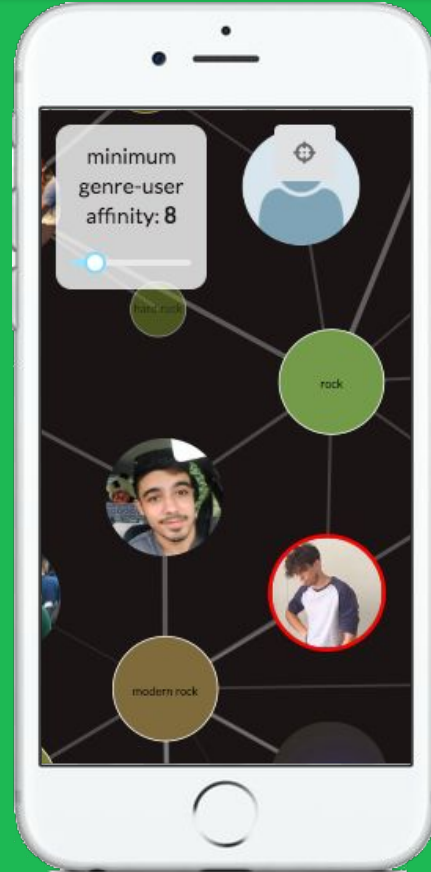 minimum
genre-user
affinity: 8
hard rock
rock
modern rock